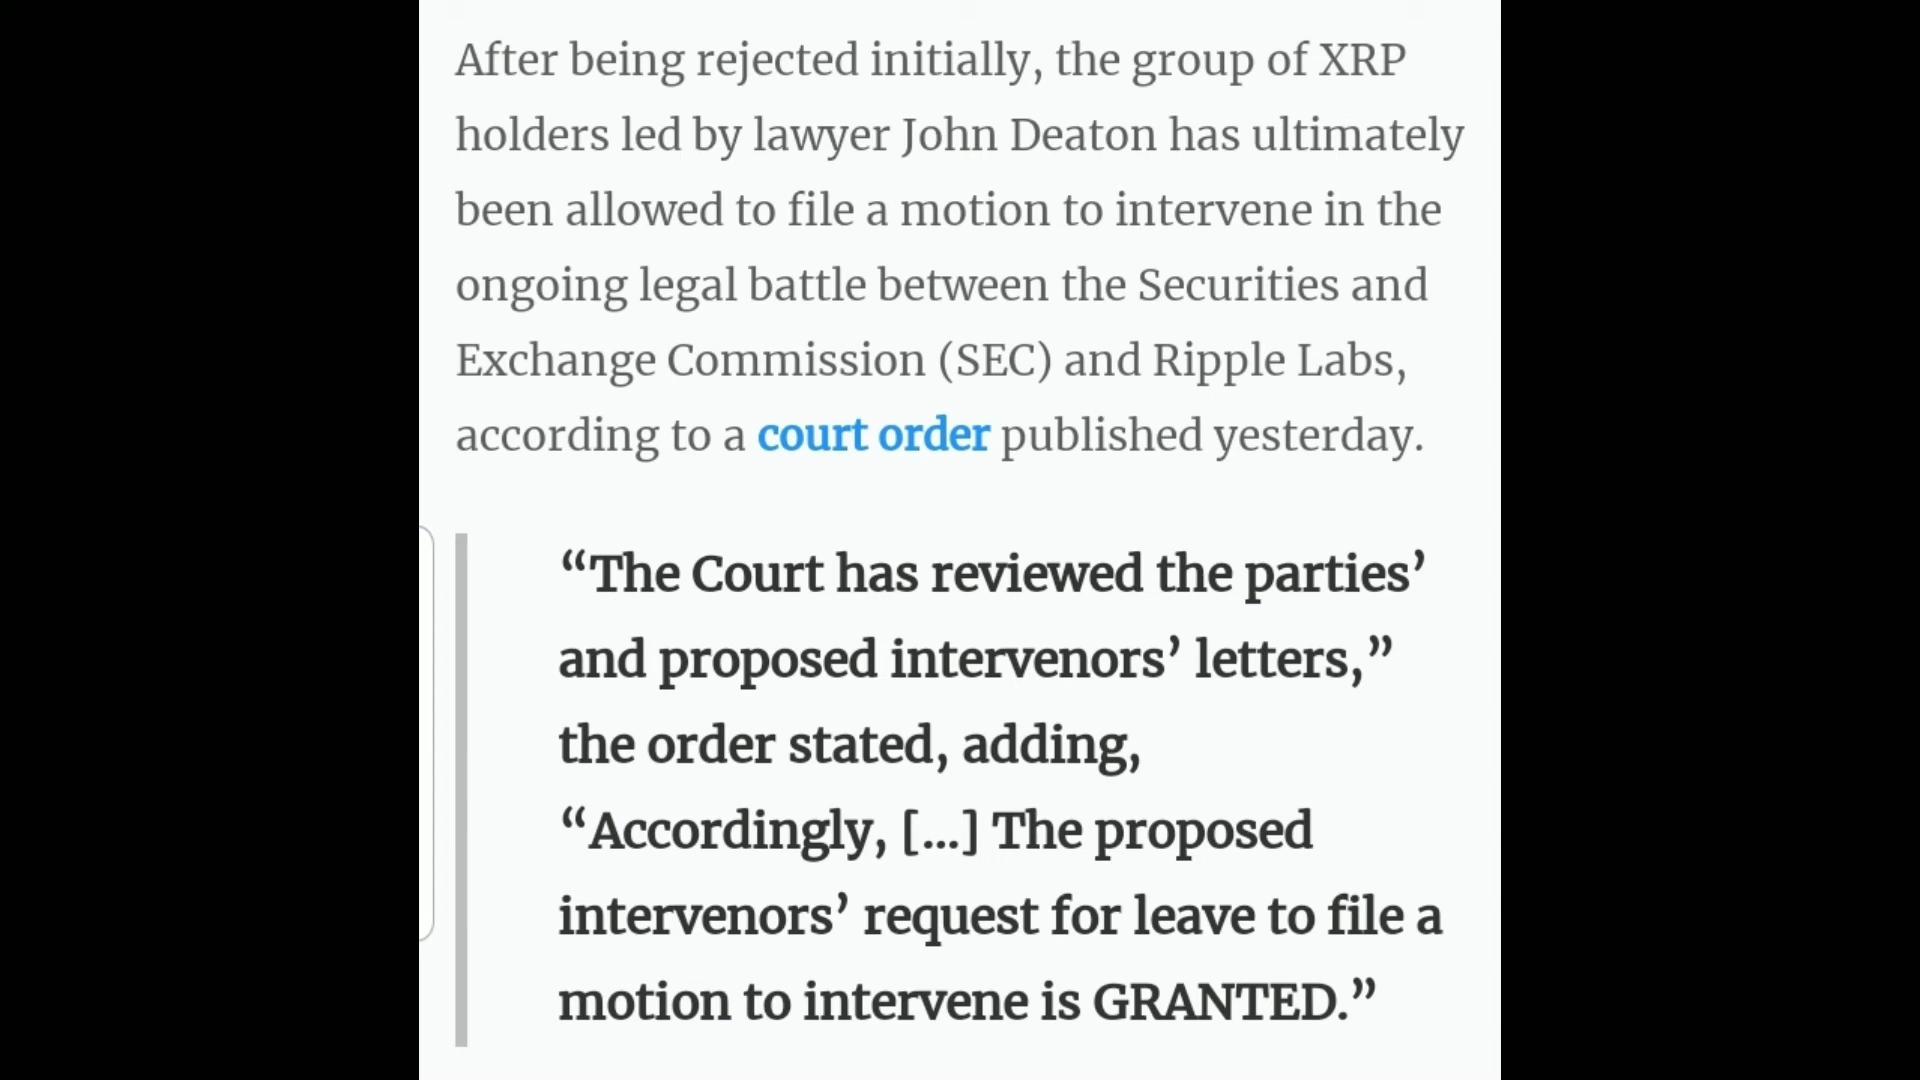 After being rejected initially, the group of XRP
holders led by lawyer John Deaton has ultimately
been allowed to file a motion to intervene in the
ongoing legal battle between the Securities and
Exchange Commission (SEC) and Ripple Labs,
according to a court order published yesterday.
“The Court has reviewed the parties’
and proposed intervenors’ letters,”
the order stated, adding,
“Accordingly, […] The proposed
intervenors’ request for leave to file a
motion to intervene is GRANTED.”